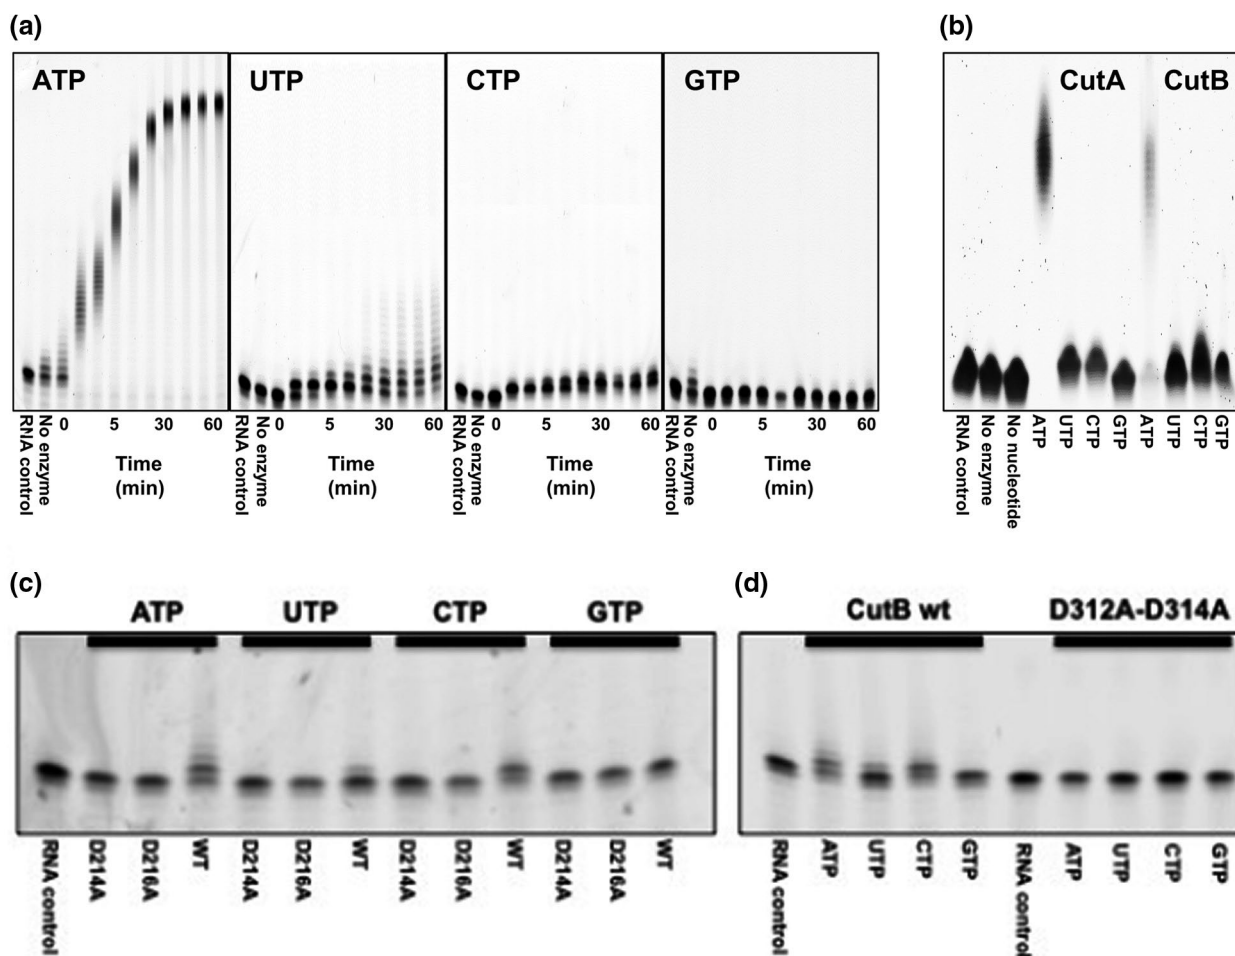 (a)
ATP
UTP
CTP
GTP
RNA control
No enzyme
0
5
30
60
Time
(min)
RNA control
No enzyme
0
5
30
60
Time
(min)
RNA control
No enzyme
0
5
30
60
Time
(min)
RNA control
No enzyme
0
5
30
60
Time
(min)
(b)
CutA
CutB
RNA control
No enzyme
No nucleotide
ATP
UTP
CTP
GTP
ATP
UTP
CTP
GTP
(c)
ATP
UTP
CTP
GTP
RNA control
D214A
D216A
WT
D214A
D216A
WT
D214A
D216A
WT
D214A
D216A
WT
(d)
CutB wt
D312A-D314A
RNA control
ATP
UTP
CTP
GTP
RNA control
ATP
UTP
CTP
GTP